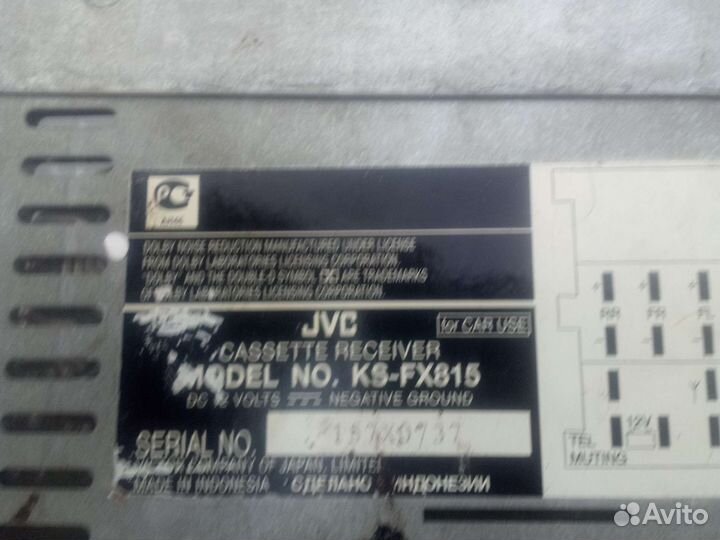 PC
DOLBY NOISE REDUCTION MANUFACTURED UNDER LICENSE
FROM DOLBY LABORATORIES LICENSING CORPORATION.
"DOLBY" AND THE DOUBLE-D SYMBOL ARE TRADEMARKS
OF DOLBY LABORATORIES LICENSING CORPORATION.
JVC
for CAR USE
CASSETTE RECEIVER
MODEL NO. KS-FX815
DC 12 VOLTS NEGATIVE GROUND
SERIAL NO.
COMPANY OF JAPAN, LIMITED
MADE IN INDONESIA СДЕЛАНО ИНДОНЕЗИИ
RR FR FL
12V
TEL
MUTING
Avito